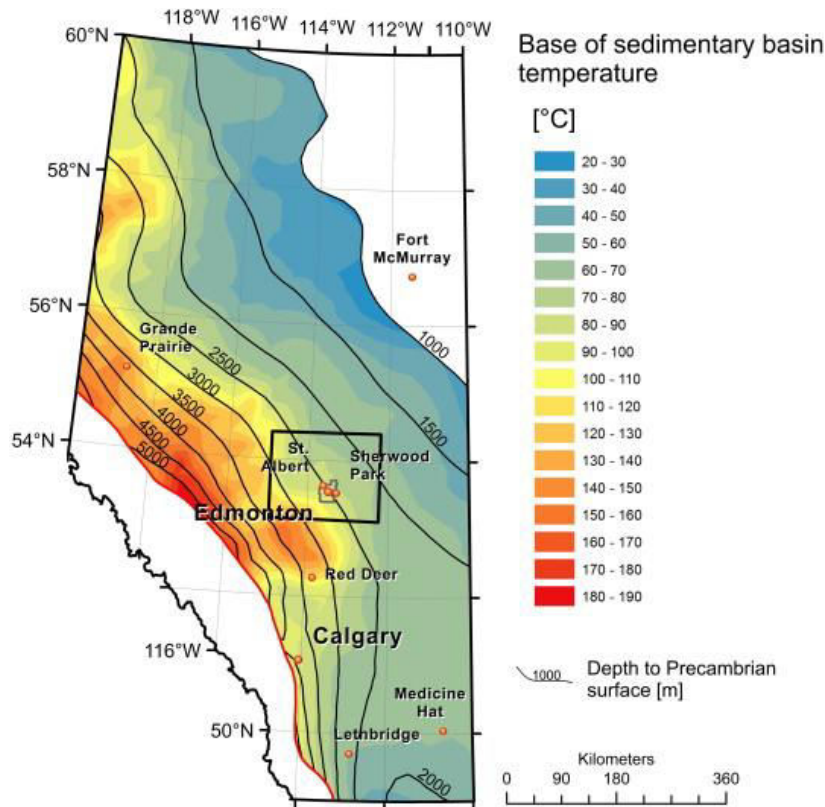 118°W 116°W 114°W 112°W 110°W
60°N
58°N
56°N
54°N
116°W
50°N
Fort
McMurray
Grande
Prairie
1000
2500
3000
3500
4000
4500
5000
1500
St.
Albert
Sherwood
Park
Edmonton
Red Deer
Calgary
Medicine
Hat
Lethbridge
2000
Base of sedimentary basin
temperature
[°C]
20 - 30
30 - 40
40 - 50
50 - 60
60 - 70
70 - 80
80 - 90
90 - 100
100 - 110
110 - 120
120 - 130
130 - 140
140 - 150
150 - 160
160 - 170
170 - 180
180 - 190
1000 Depth to Precambrian
surface [m]
Kilometers
0 90 180 360